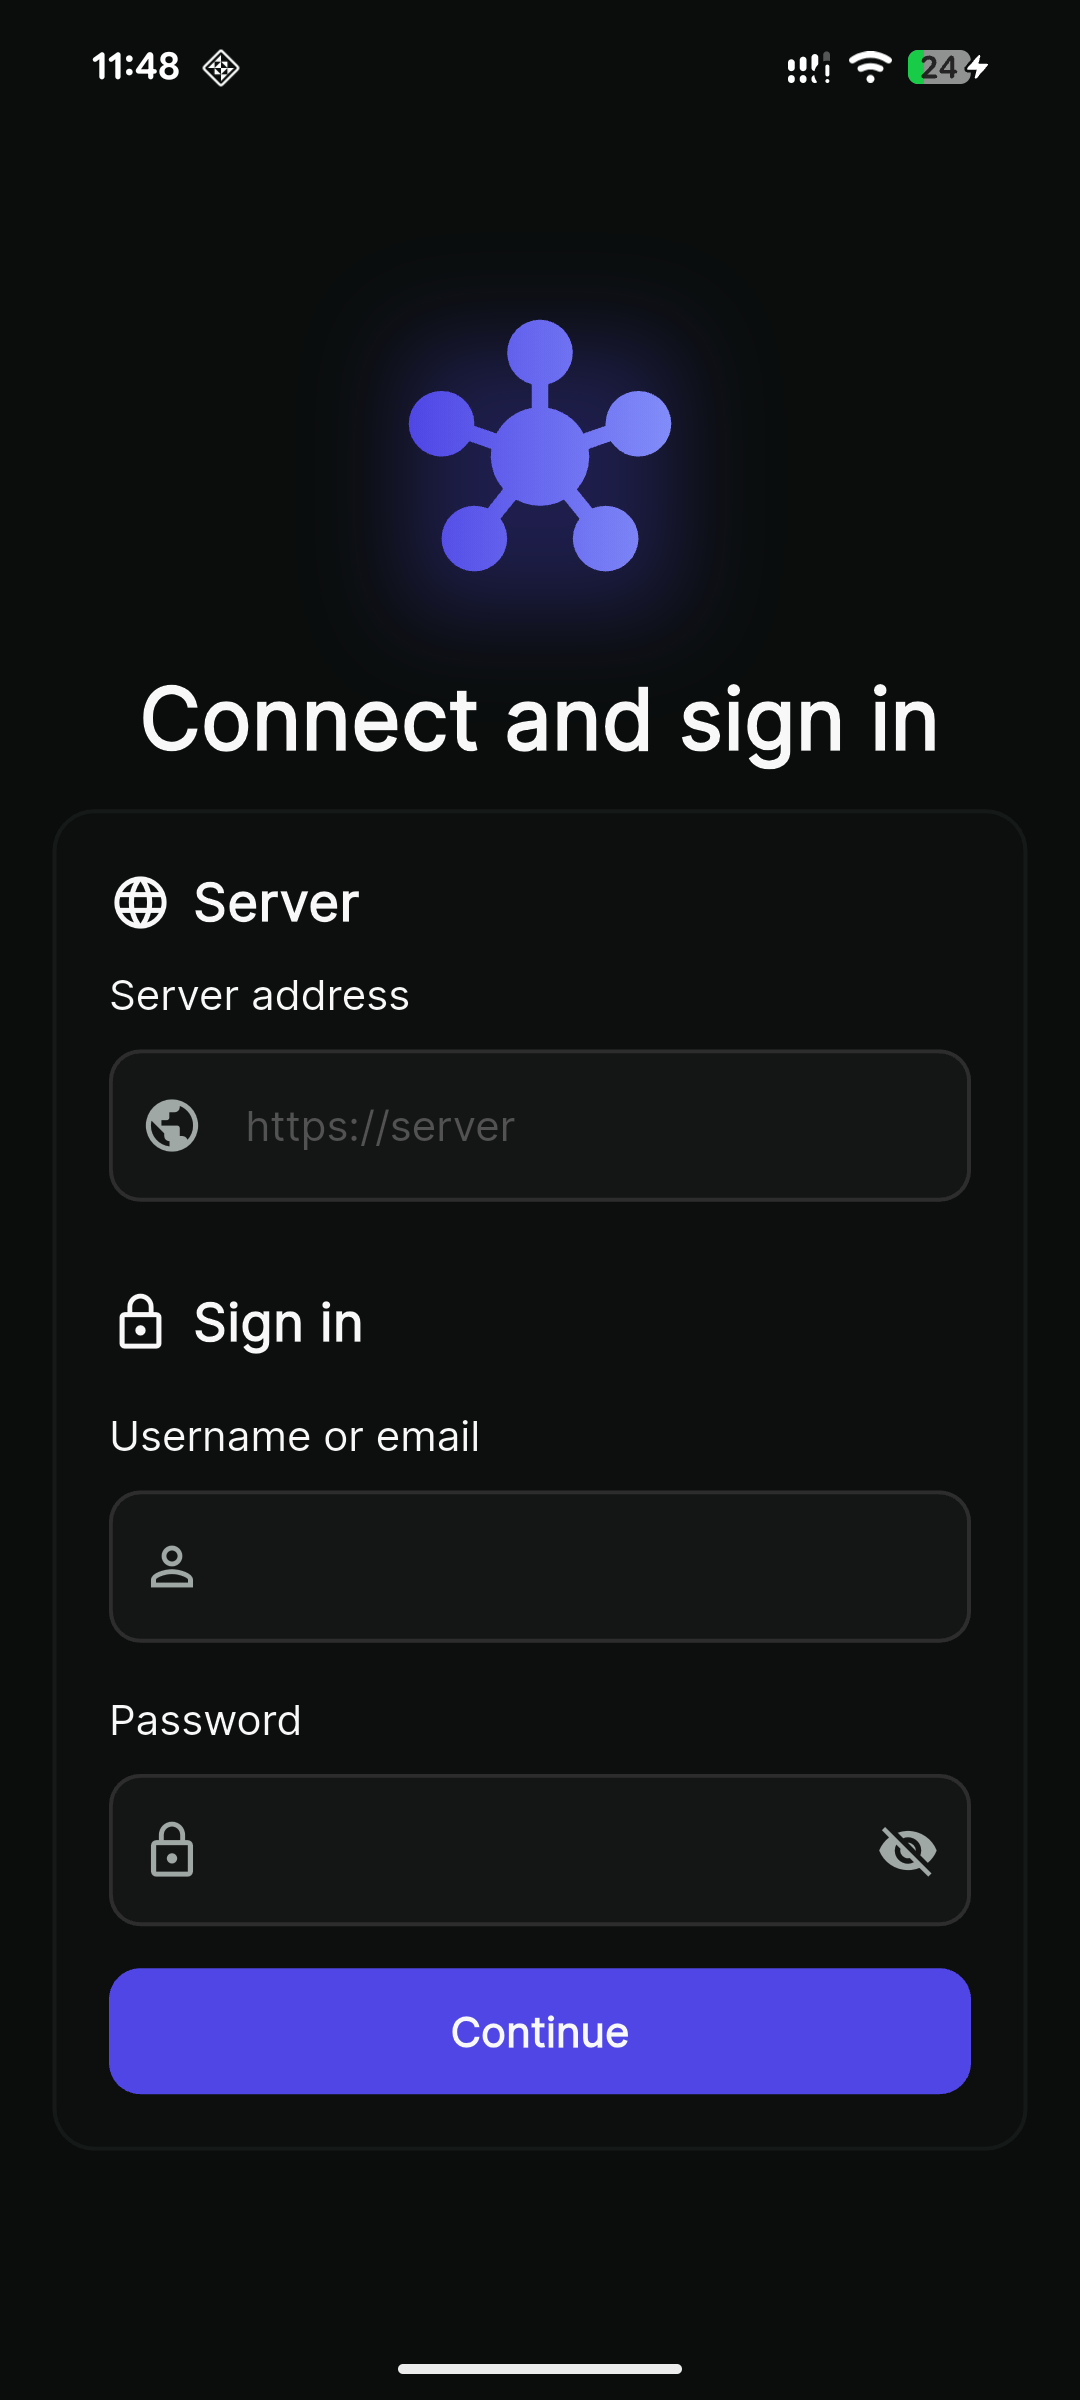 11:48
24
Connect and sign in
Server
Server address
https://server
Sign in
Username or email
Password
Continue